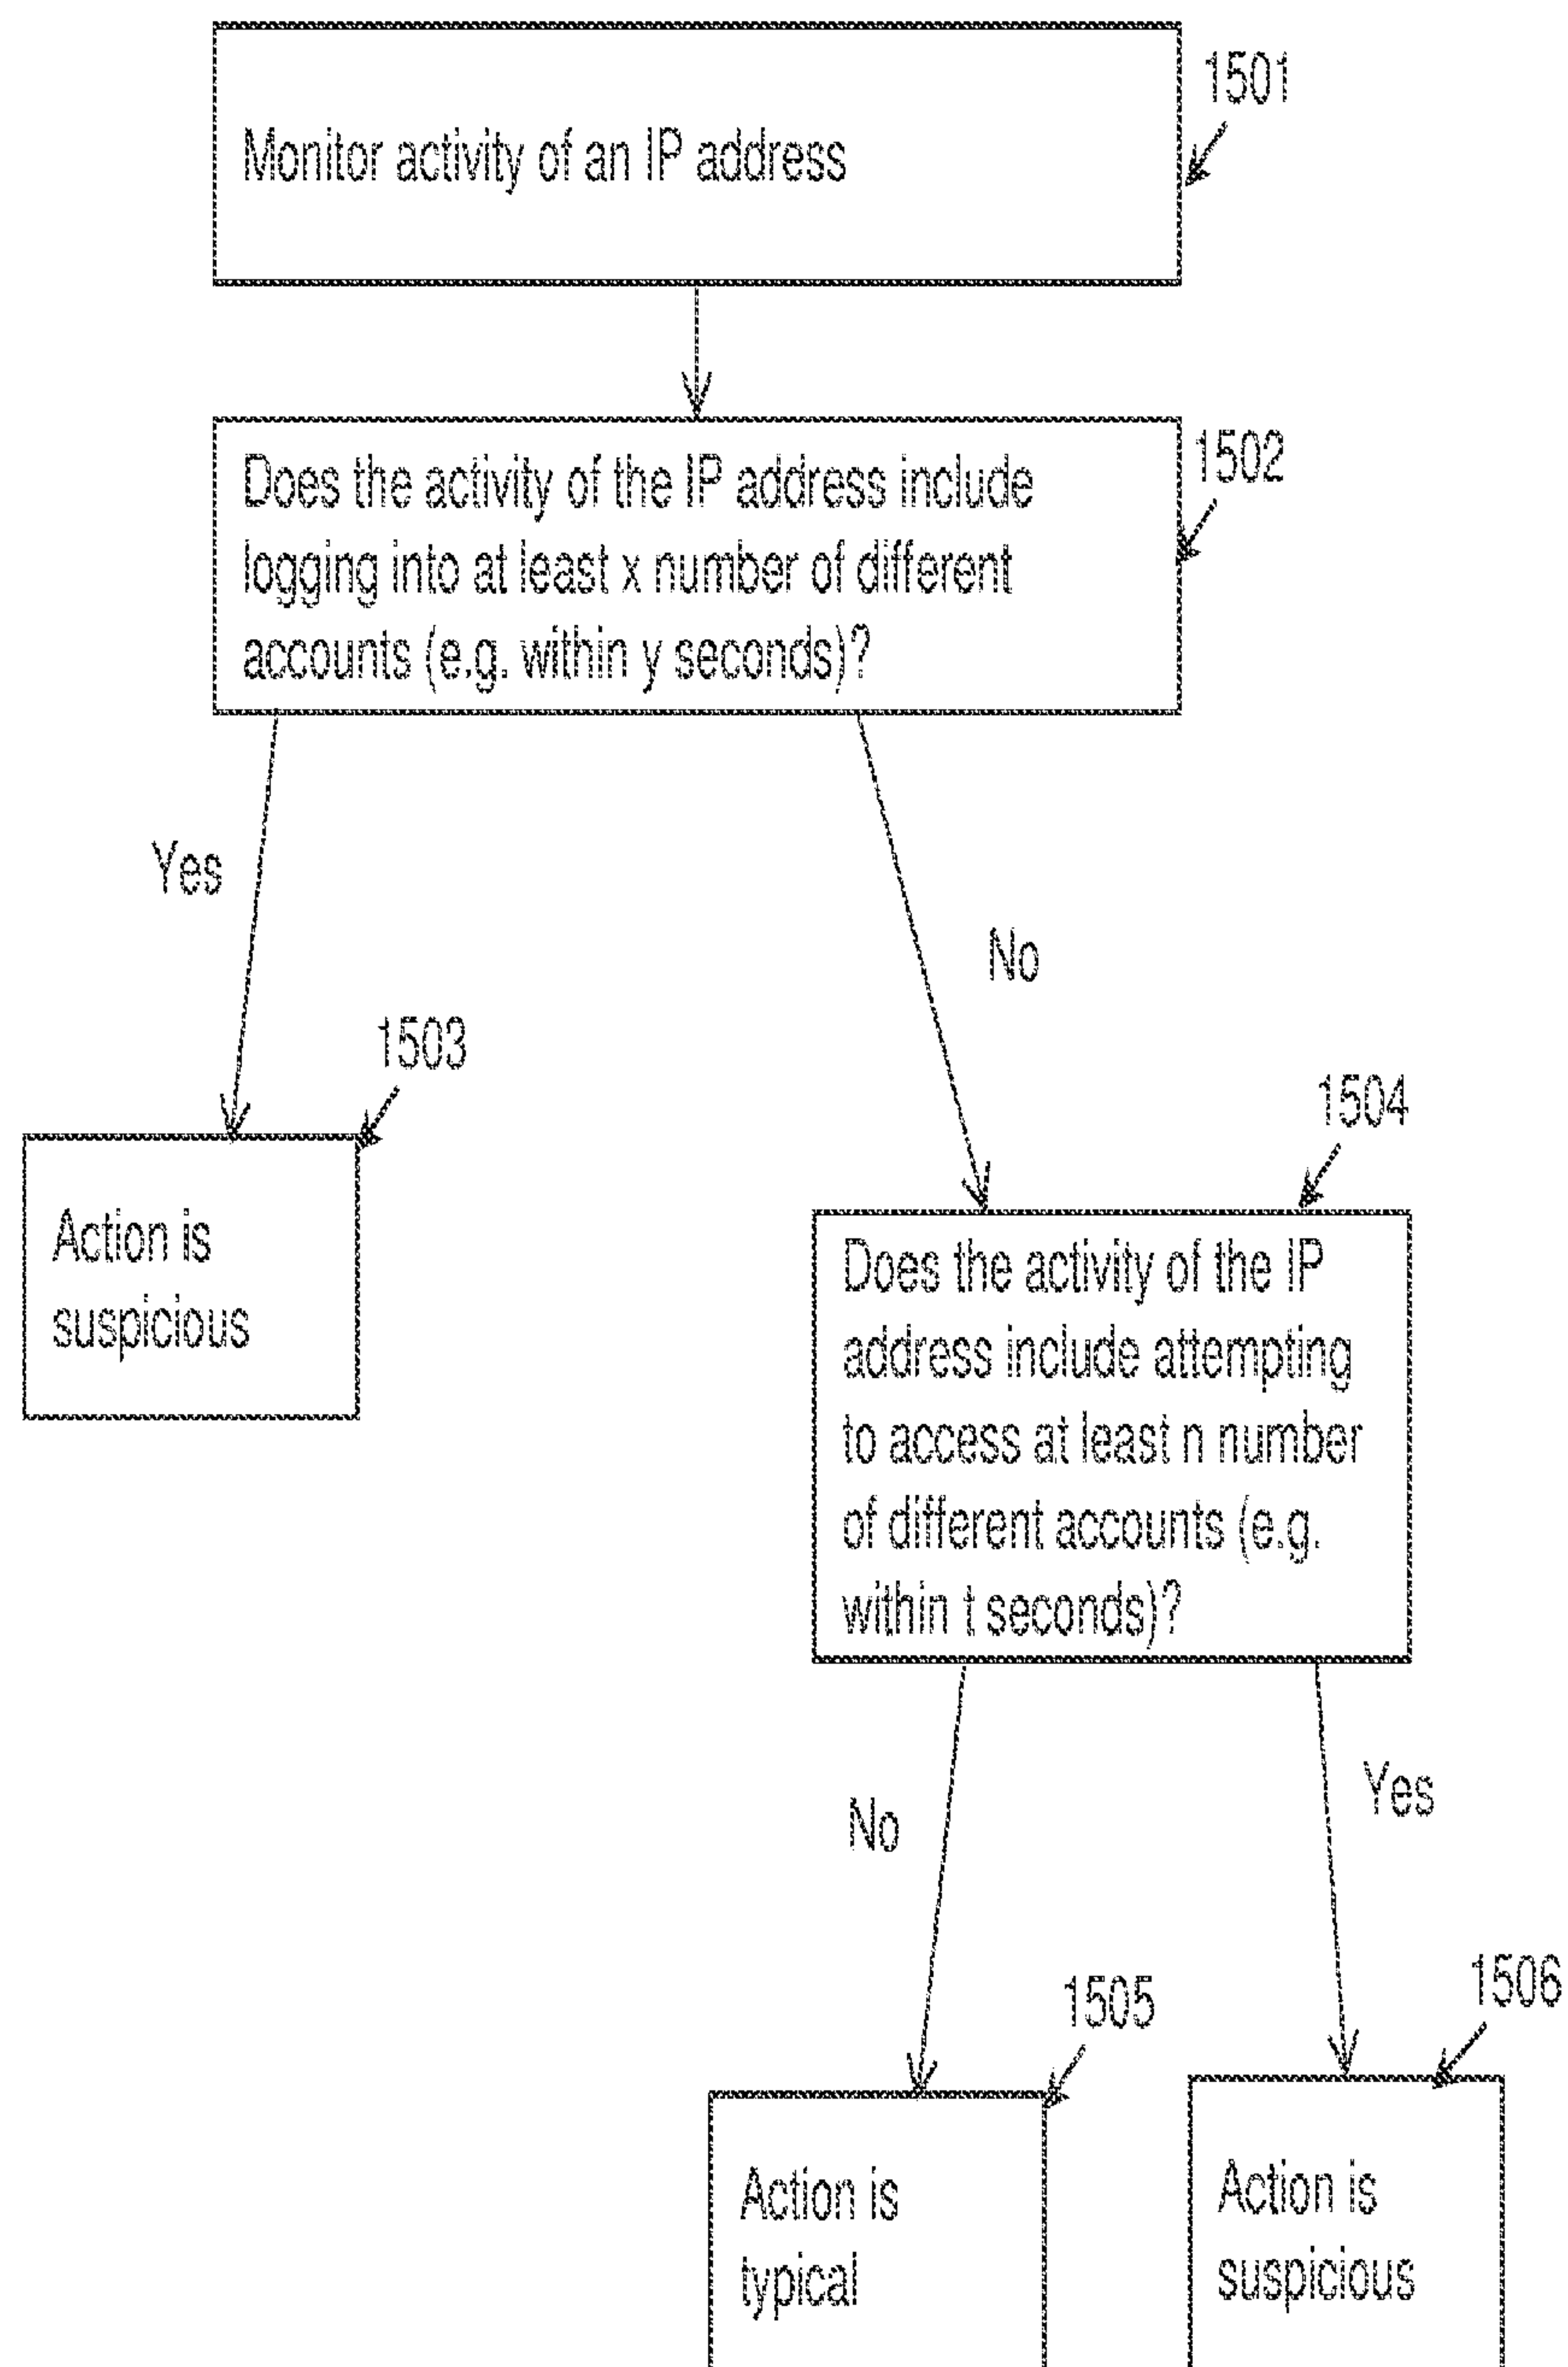 1501
Monitor activity of an IP address
1502
Does the activity of the IP address include
logging into at least x number of different
accounts (e.g. within y seconds)?
Yes
No
1503
Action is
suspicious
1504
Does the activity of the IP
address include attempting
to access at least n number
of different accounts (e.g.
within t seconds)?
No
Yes
1505
Action is
typical
1506
Action is
suspicious